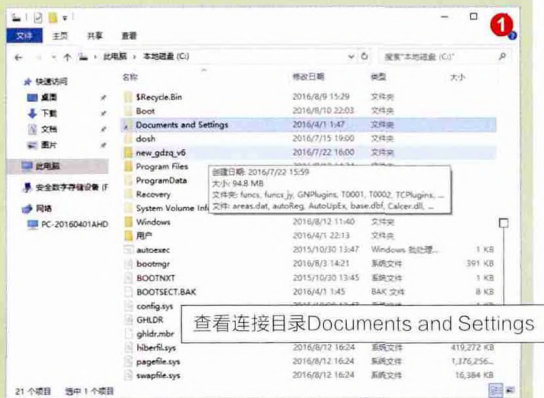 1
文件 主页 共享 查看
此电脑 › 本地磁盘 (C:)
搜索"本地磁盘 (C:)"
名称 修改日期 类型 大小
快速访问
桌面
下载
文档
图片
此电脑
安全数字存储设备 (F
网络
PC-20160401AHD
$Recycle.Bin 2016/8/9 15:29 文件夹
Boot 2016/8/10 22:03 文件夹
Documents and Settings 2016/4/1 1:47 文件夹
dosh 2016/7/15 19:00 文件夹
new_gdzq_v6 2016/7/22 16:00 文件夹
Program Files
ProgramData
Recovery
System Volume Inf
创建日期: 2016/7/22 15:59
大小: 94.8 MB
文件夹: funcs, funcs_jy, GNPlugins, T0001, T0002, TCPlugins, ...
文件: areas.dat, autoReg, AutoUpEx, base.dbf, Calcer.dll, ...
Windows 2016/8/12 11:40 文件夹
用户 2016/4/1 22:13 文件夹
autoexec 2015/10/30 13:47 Windows 批处理... 1 KB
bootmgr 2016/8/3 14:21 系统文件 391 KB
BOOTNXT 2015/10/30 13:45 系统文件 1 KB
BOOTSECT.BAK 2016/4/1 1:45 BAK 文件 8 KB
config.sys
GHLDR
ghldr.mbr
查看连接目录Documents and Settings
hiberfil.sys 2016/8/12 16:24 系统文件 419,272 KB
pagefile.sys 2016/8/12 16:24 系统文件 1,376,256...
swapfile.sys 2016/8/12 16:24 系统文件 16,384 KB
21 个项目 选中 1 个项目